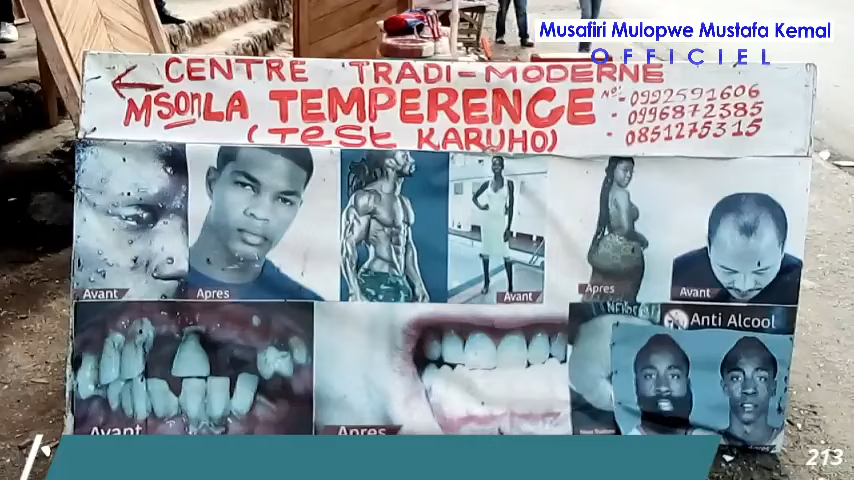 Musafiri Mulopwe Mustafa Kemal
OFFICIEL
CENTRE TRADI-MODERNE
MSONLA TEMPERENCE
(TEST KARUHO)
N°:- 0992591606
- 0996872385
- 0851275315
Avant
Apres
Avant
Apres
Avant
Anti Alcool
Avant
Apres
213